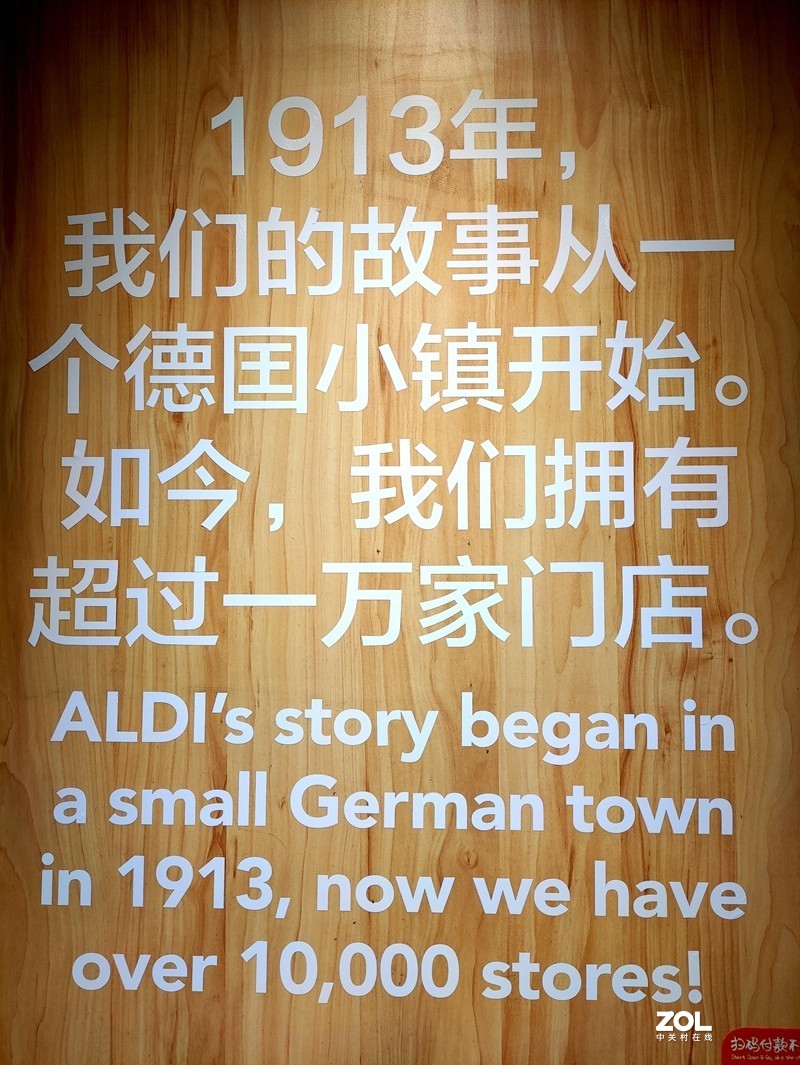 1913年，
我们的故事从一
个德国小镇开始。
如今，我们拥有
超过一万家门店。
ALDI’s story began in
a small German town
in 1913, now we have
over 10,000 stores!
ZOL
中关村在线
扫码付款不